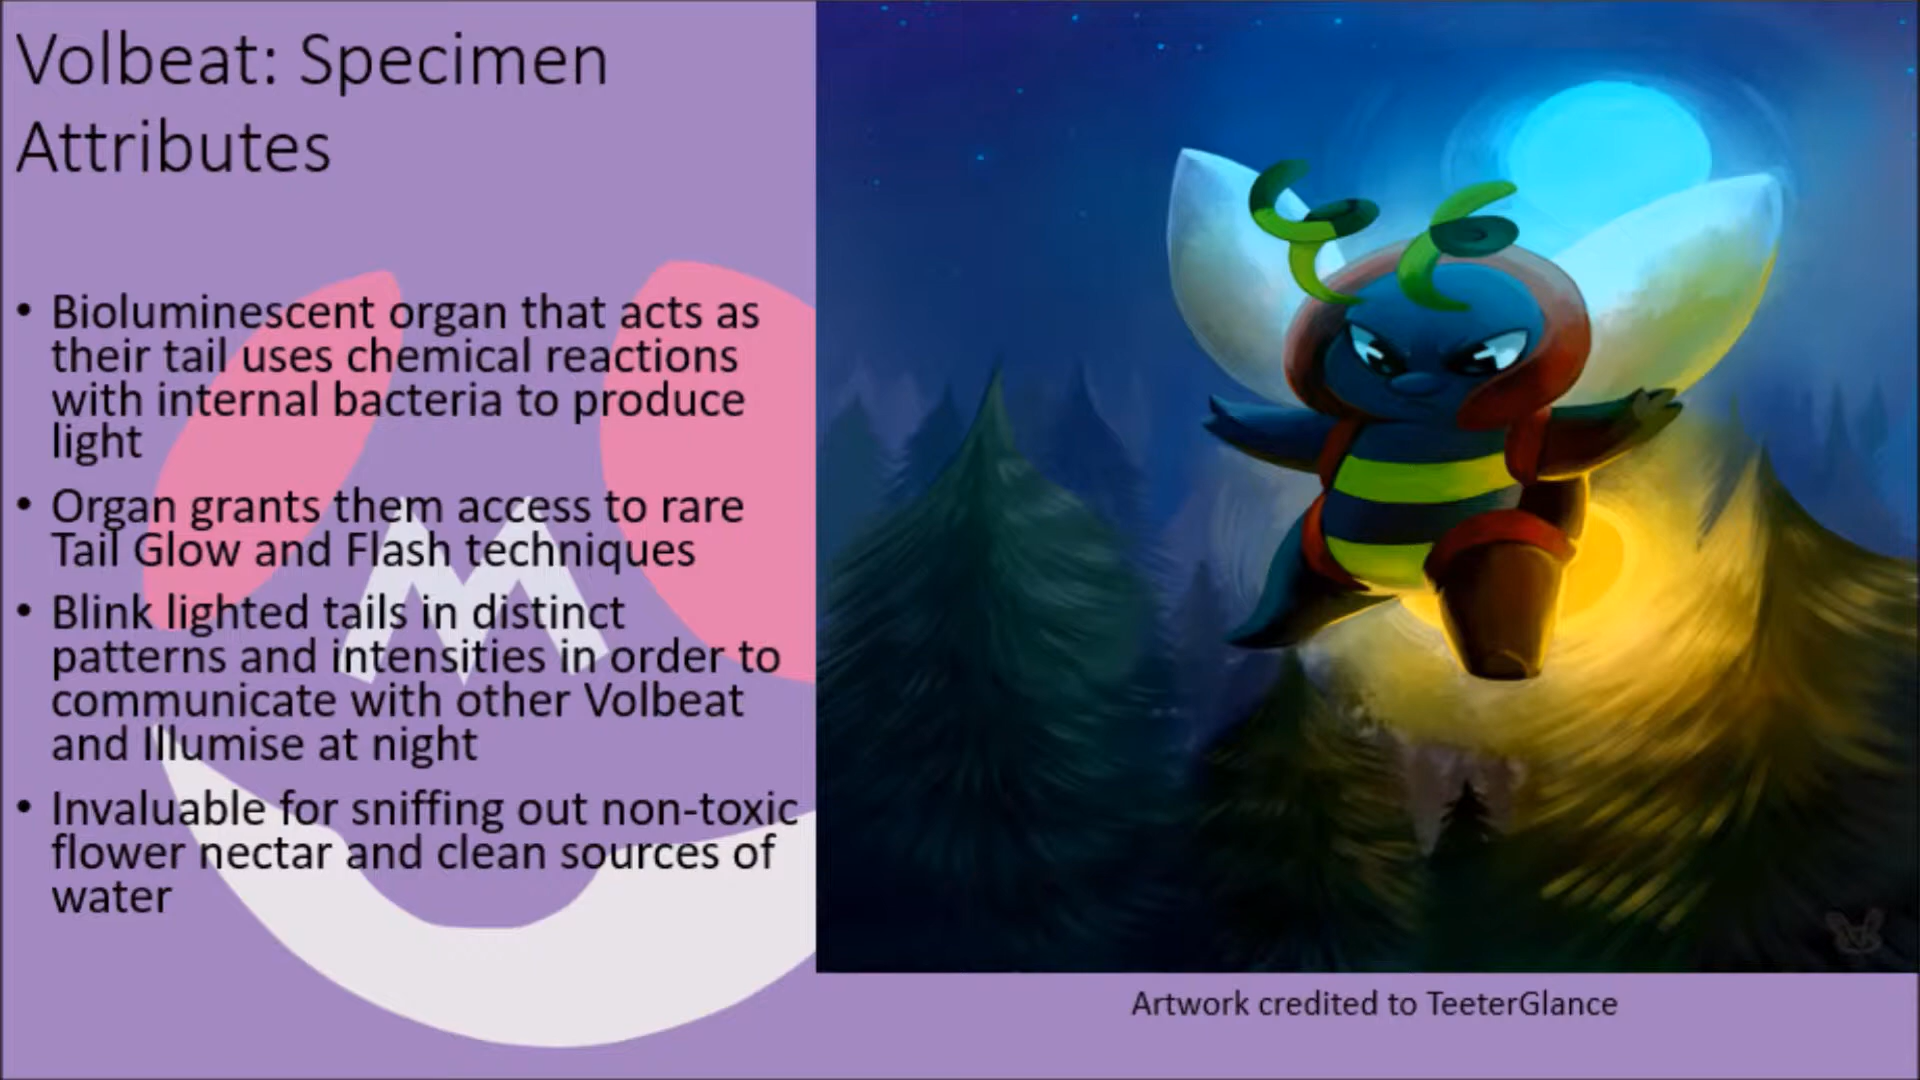 Volbeat: Specimen
Attributes
• Bioluminescent organ that acts as
their tail uses chemical reactions
with internal bacteria to produce
light
• Organ grants them access to rare
Tail Glow and Flash techniques
• Blink lighted tails in distinct
patterns and intensities in order to
communicate with other Volbeat
and Illumise at night
• Invaluable for sniffing out non-toxic
flower nectar and clean sources of
water
M
Artwork credited to TeeterGlance